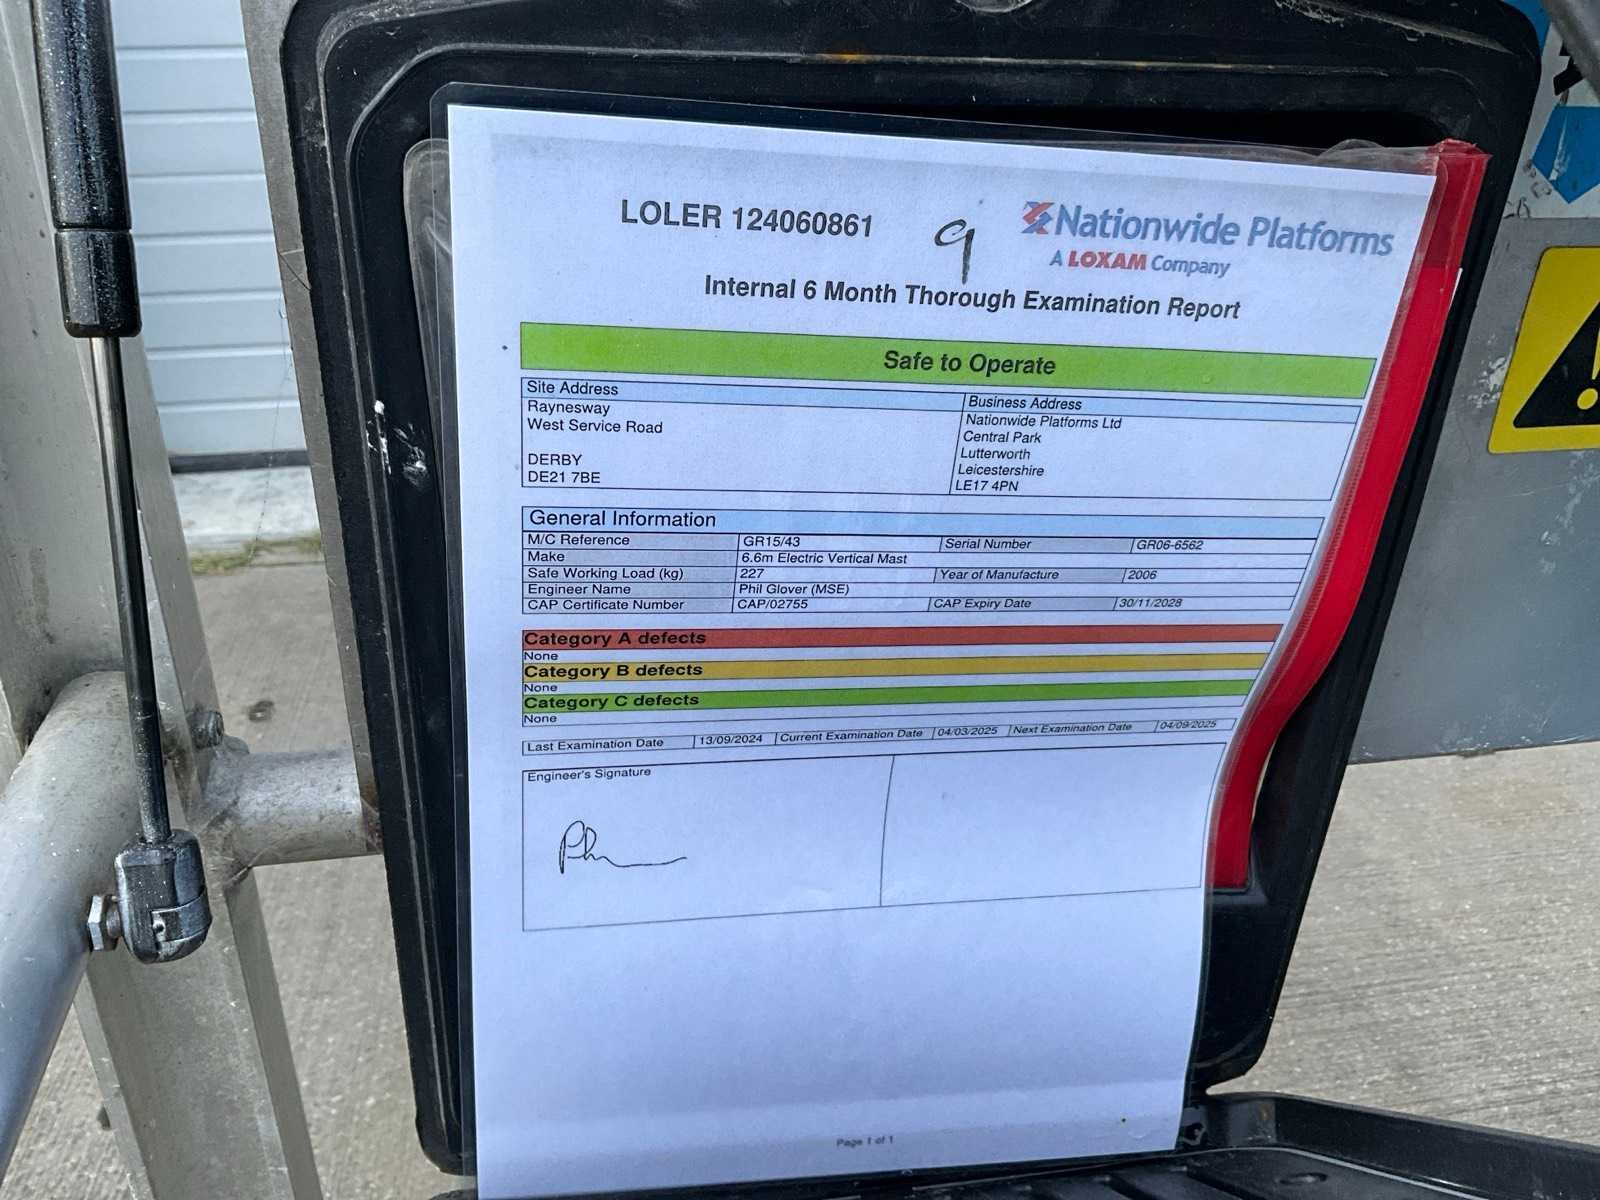 LOLER 124060861
9
Nationwide Platforms
A LOXAM Company
Internal 6 Month Thorough Examination Report
Safe to Operate
Site Address
Raynesway
West Service Road
DERBY
DE21 7BE
Business Address
Nationwide Platforms Ltd
Central Park
Lutterworth
Leicestershire
LE17 4PN
General Information
M/C Reference GR15/43 Serial Number GR06-6562
Make 6.6m Electric Vertical Mast
Safe Working Load (kg) 227 Year of Manufacture 2006
Engineer Name Phil Glover (MSE)
CAP Certificate Number CAP/02755 CAP Expiry Date 30/11/2028
Category A defects
None
Category B defects
None
Category C defects
None
Last Examination Date 13/09/2024 Current Examination Date 04/03/2025 Next Examination Date 04/09/2025
Engineer's Signature
Page 1 of 1